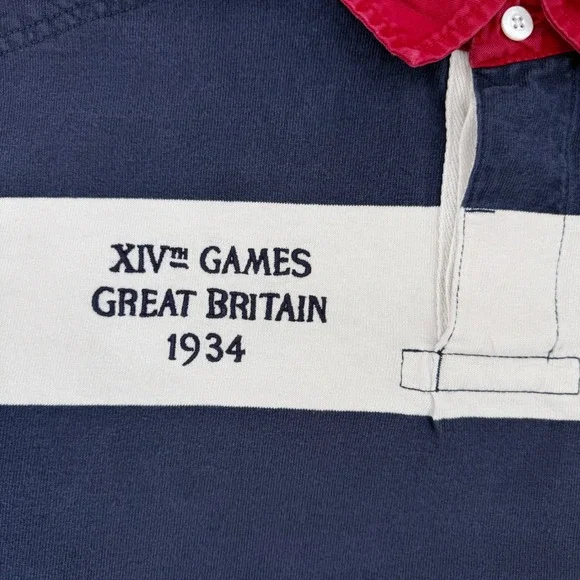 XIVTH GAMES
GREAT BRITAIN
1934